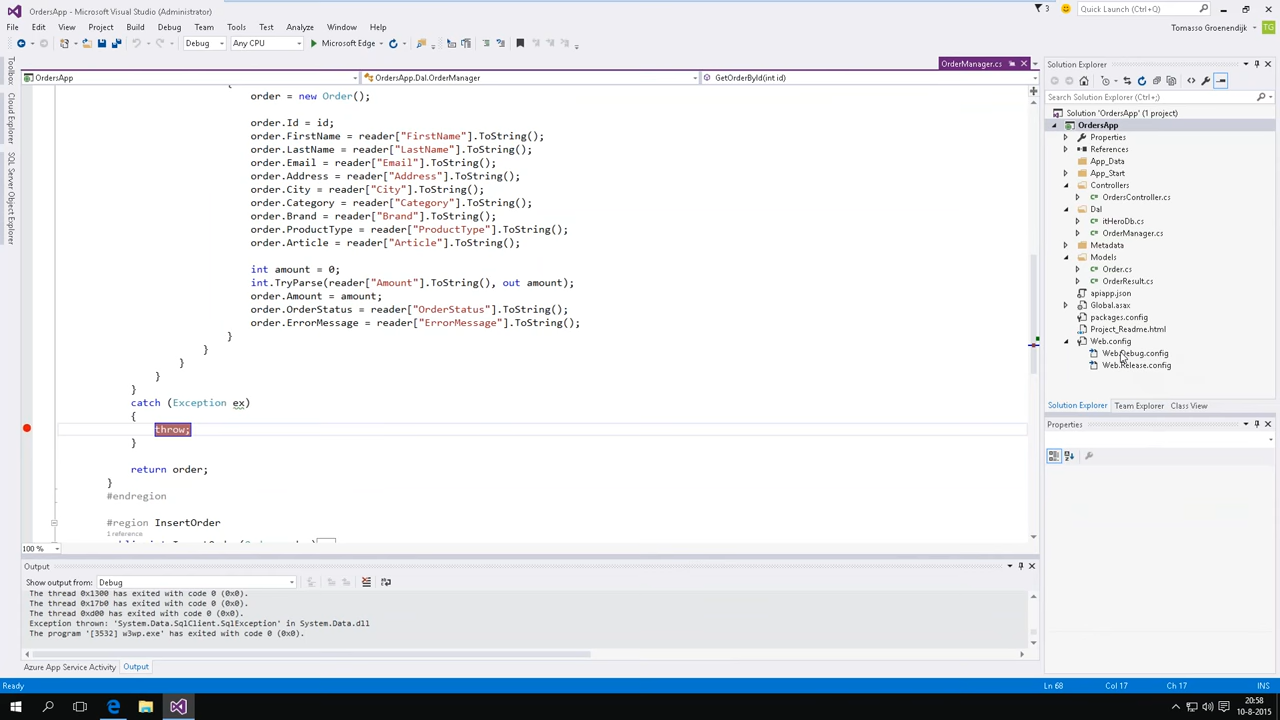 OrdersApp - Microsoft Visual Studio (Administrator)
3
Quick Launch (Ctrl+Q)
File Edit View Project Build Debug Team Tools Test Analyze Window Help
Tomasso Groenendijk TG
Debug Any CPU Microsoft Edge
Toolbox
Cloud Explorer
SQL Server Object Explorer
OrderManager.cs
OrdersApp OrdersApp.Dal.OrderManager GetOrderById(int id)
{
order = new Order();
order.Id = id;
order.FirstName = reader["FirstName"].ToString();
order.LastName = reader["LastName"].ToString();
order.Email = reader["Email"].ToString();
order.Address = reader["Address"].ToString();
order.City = reader["City"].ToString();
order.Category = reader["Category"].ToString();
order.Brand = reader["Brand"].ToString();
order.ProductType = reader["ProductType"].ToString();
order.Article = reader["Article"].ToString();
int amount = 0;
int.TryParse(reader["Amount"].ToString(), out amount);
order.Amount = amount;
order.OrderStatus = reader["OrderStatus"].ToString();
order.ErrorMessage = reader["ErrorMessage"].ToString();
}
}
}
}
}
catch (Exception ex)
{
throw;
}
return order;
}
#endregion
#region InsertOrder
1 reference
100 %
Output
Show output from: Debug
The thread 0x1300 has exited with code 0 (0x0).
The thread 0x17b0 has exited with code 0 (0x0).
The thread 0xd00 has exited with code 0 (0x0).
Exception thrown: 'System.Data.SqlClient.SqlException' in System.Data.dll
The program '[3532] w3wp.exe' has exited with code 0 (0x0).
Azure App Service Activity Output
Solution Explorer
Search Solution Explorer (Ctrl+;)
Solution 'OrdersApp' (1 project)
OrdersApp
Properties
References
App_Data
App_Start
Controllers
OrdersController.cs
Dal
itHeroDb.cs
OrderManager.cs
Metadata
Models
Order.cs
OrderResult.cs
apiapp.json
Global.asax
packages.config
Project_Readme.html
Web.config
Web.Debug.config
Web.Release.config
Solution Explorer Team Explorer Class View
Properties
Ready Ln 68 Col 17 Ch 17 INS
20:58
10-8-2015